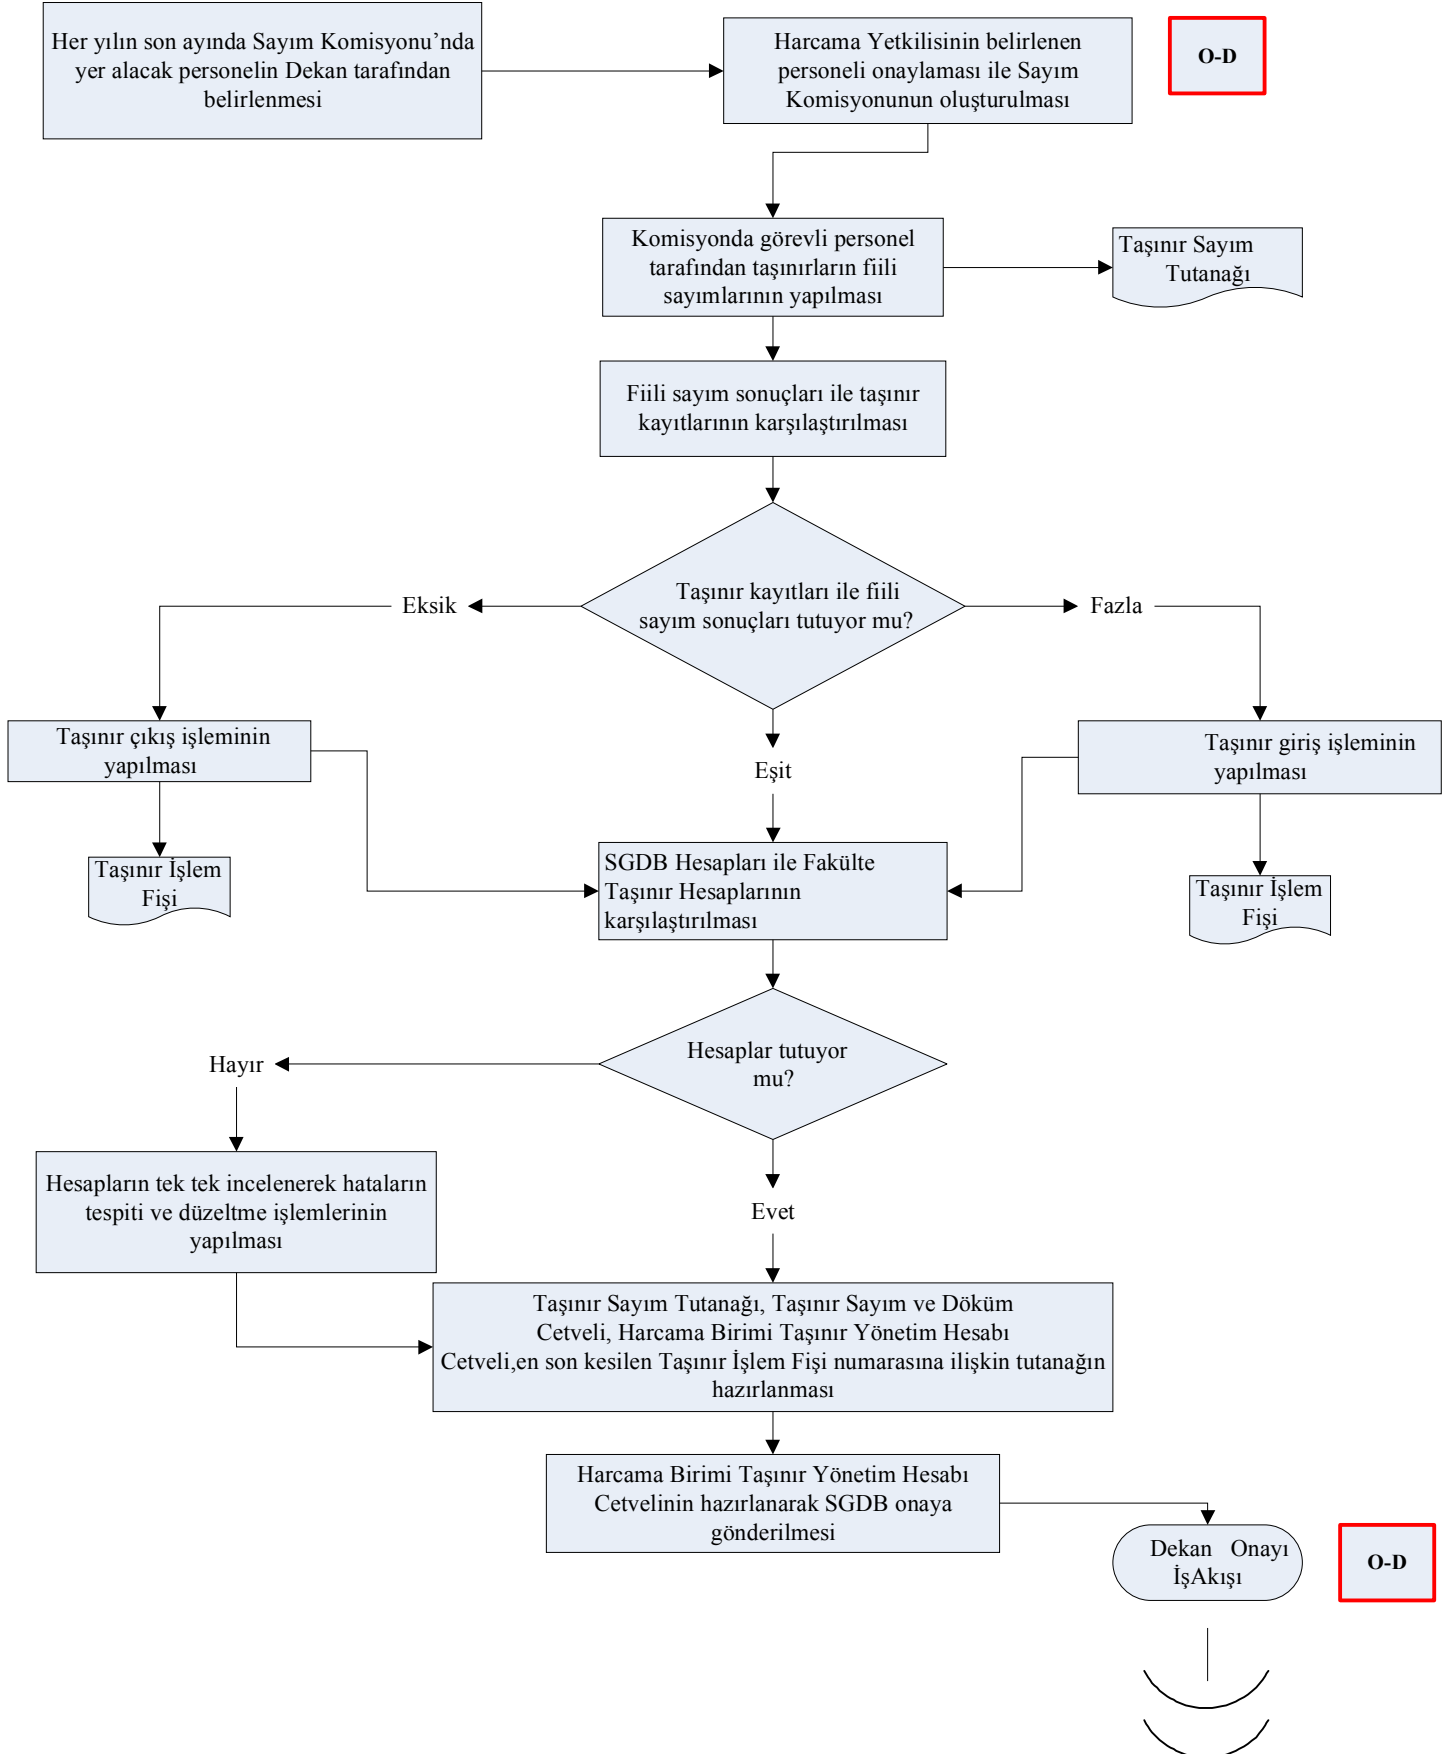 Her yılın son ayında Sayım Komisyonu’nda
yer alacak personelin Dekan tarafından
belirlenmesi
Harcama Yetkilisinin belirlenen
personeli onaylaması ile Sayım
Komisyonunun oluşturulması
O-D
Komisyonda görevli personel
tarafından taşınırların fiili
sayımlarının yapılması
Taşınır Sayım
Tutanağı
Fiili sayım sonuçları ile taşınır
kayıtlarının karşılaştırılması
Taşınır kayıtları ile fiili
sayım sonuçları tutuyor mu?
Eksik
Fazla
Taşınır çıkış işleminin
yapılması
Eşit
Taşınır giriş işleminin
yapılması
Taşınır İşlem
Fişi
SGDB Hesapları ile Fakülte
Taşınır Hesaplarının
karşılaştırılması
Taşınır İşlem
Fişi
Hesaplar tutuyor
mu?
Hayır
Hesapların tek tek incelenerek hataların
tespiti ve düzeltme işlemlerinin
yapılması
Evet
Taşınır Sayım Tutanağı, Taşınır Sayım ve Döküm
Cetveli, Harcama Birimi Taşınır Yönetim Hesabı
Cetveli,en son kesilen Taşınır İşlem Fişi numarasına ilişkin tutanağın
hazırlanması
Harcama Birimi Taşınır Yönetim Hesabı
Cetvelinin hazırlanarak SGDB onaya
gönderilmesi
Dekan Onayı
İşAkışı
O-D